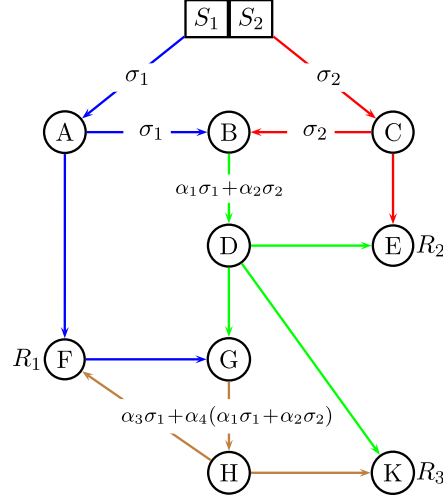 S₁ S₂
σ₁ σ₂
A σ₁ B σ₂ C
α₁σ₁+α₂σ₂
D E R₂
R₁ F G
α₃σ₁+α₄(α₁σ₁+α₂σ₂)
H K R₃